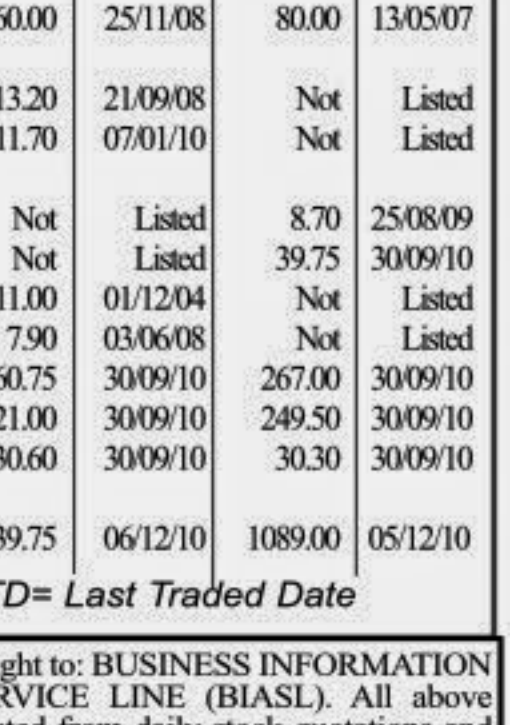 60.00 25/11/08 80.00 13/05/07
13.20 21/09/08 Not Listed
11.70 07/01/10 Not Listed
Not Listed 8.70 25/08/09
Not Listed 39.75 30/09/10
11.00 01/12/04 Not Listed
7.90 03/06/08 Not Listed
60.75 30/09/10 267.00 30/09/10
21.00 30/09/10 249.50 30/09/10
30.60 30/09/10 30.30 30/09/10
39.75 06/12/10 1089.00 05/12/10
TD= Last Traded Date
ght to: BUSINESS INFORMATION
RVICE LINE (BIASL). All above
from daily stock quotations and